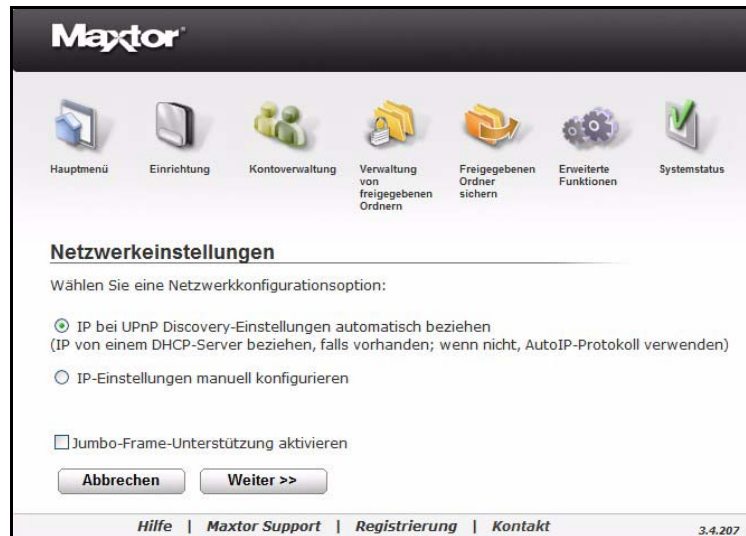 Maxtor
Hauptmenü
Einrichtung
Kontoverwaltung
Verwaltung
von
freigegebenen
Ordnern
Freigegebenen
Ordner
sichern
Erweiterte
Funktionen
Systemstatus
Netzwerkeinstellungen
Wählen Sie eine Netzwerkkonfigurationsoption:
IP bei UPnP Discovery-Einstellungen automatisch beziehen
(IP von einem DHCP-Server beziehen, falls vorhanden; wenn nicht, AutoIP-Protokoll verwenden)
IP-Einstellungen manuell konfigurieren
Jumbo-Frame-Unterstützung aktivieren
Abbrechen Weiter >>
Hilfe | Maxtor Support | Registrierung | Kontakt 3.4.207